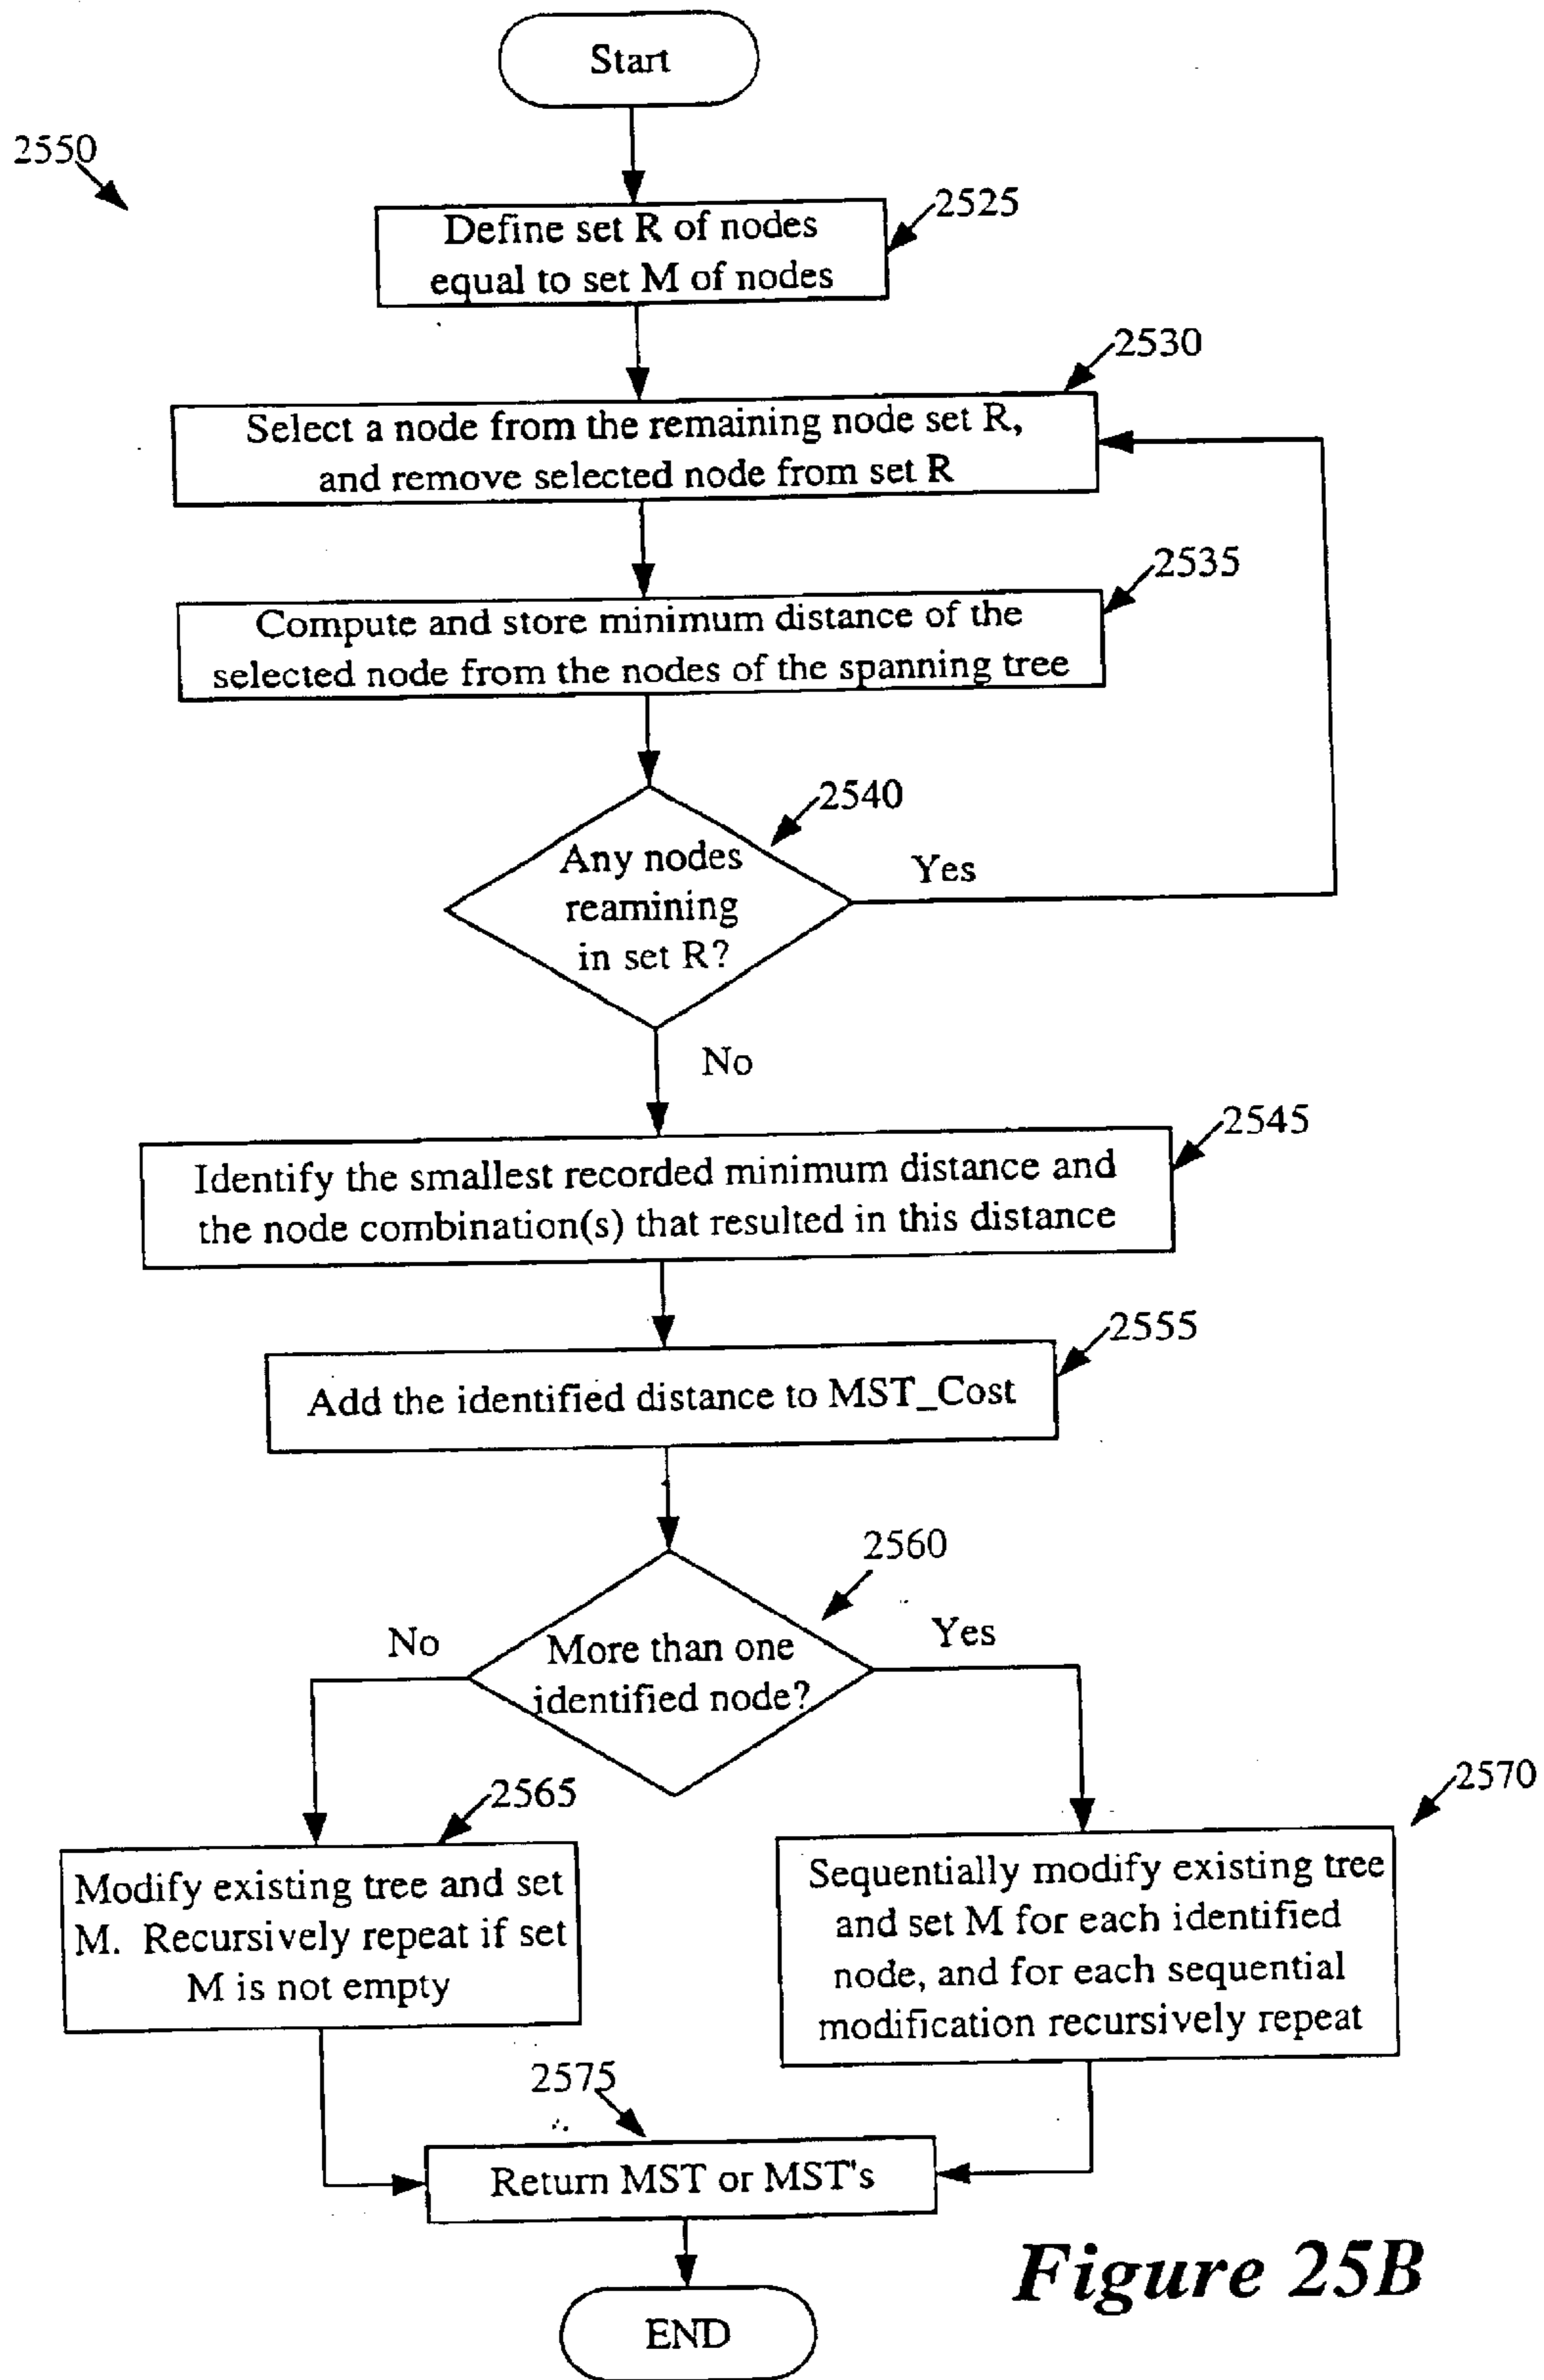 Start
2550
2525
Define set R of nodes
equal to set M of nodes
2530
Select a node from the remaining node set R,
and remove selected node from set R
2535
Compute and store minimum distance of the
selected node from the nodes of the spanning tree
2540
Any nodes
reamining
in set R?
Yes
No
2545
Identify the smallest recorded minimum distance and
the node combination(s) that resulted in this distance
2555
Add the identified distance to MST_Cost
2560
More than one
identified node?
No
Yes
2565
Modify existing tree and set
M. Recursively repeat if set
M is not empty
2570
Sequentially modify existing tree
and set M for each identified
node, and for each sequential
modification recursively repeat
2575
Return MST or MST's
END
Figure 25B